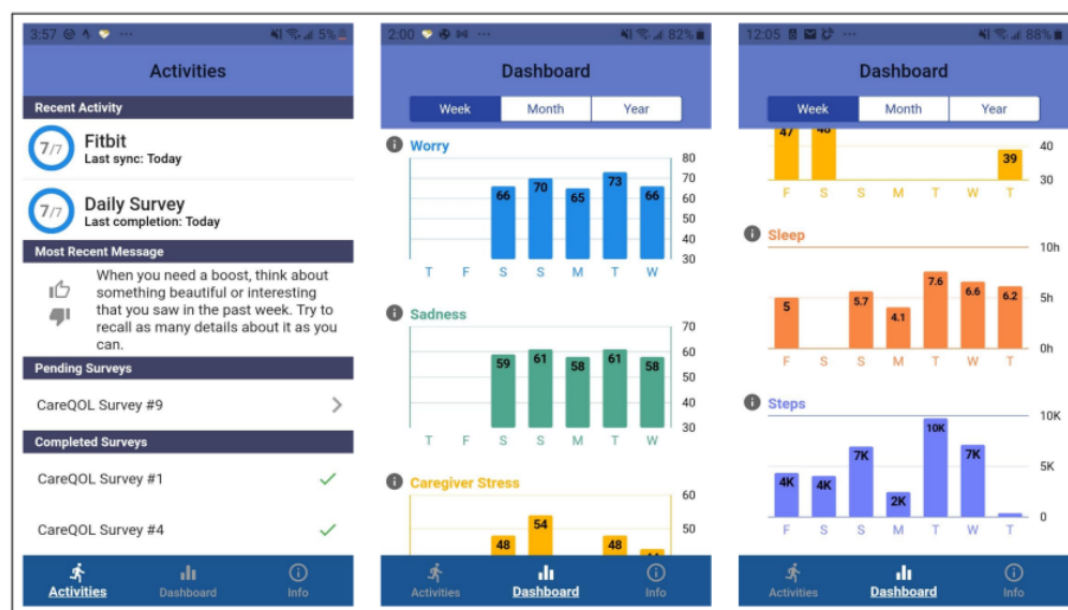 3:57 ... 5%
Activities
Recent Activity
7/7 Fitbit
Last sync: Today
7/7 Daily Survey
Last completion: Today
Most Recent Message
When you need a boost, think about
something beautiful or interesting
that you saw in the past week. Try to
recall as many details about it as you
can.
Pending Surveys
CareQOL Survey #9
Completed Surveys
CareQOL Survey #1
CareQOL Survey #4
Activities Dashboard Info
2:00 ... 82%
Dashboard
Week Month Year
Worry
80
70
60
50
40
30
66 70 65 73 66
T F S S M T W
Sadness
70
60
50
40
30
59 61 58 61 58
T F S S M T W
Caregiver Stress
60
50
48 54 48
Activities Dashboard Info
12:05 ... 88%
Dashboard
Week Month Year
47 39
40
30
F S S M T W T
Sleep
10h
5h
0h
5 5.7 4.1 7.6 6.6 6.2
F S S M T W T
Steps
10K
5K
0
4K 4K 7K 2K 10K 7K
F S S M T W T
Activities Dashboard Info